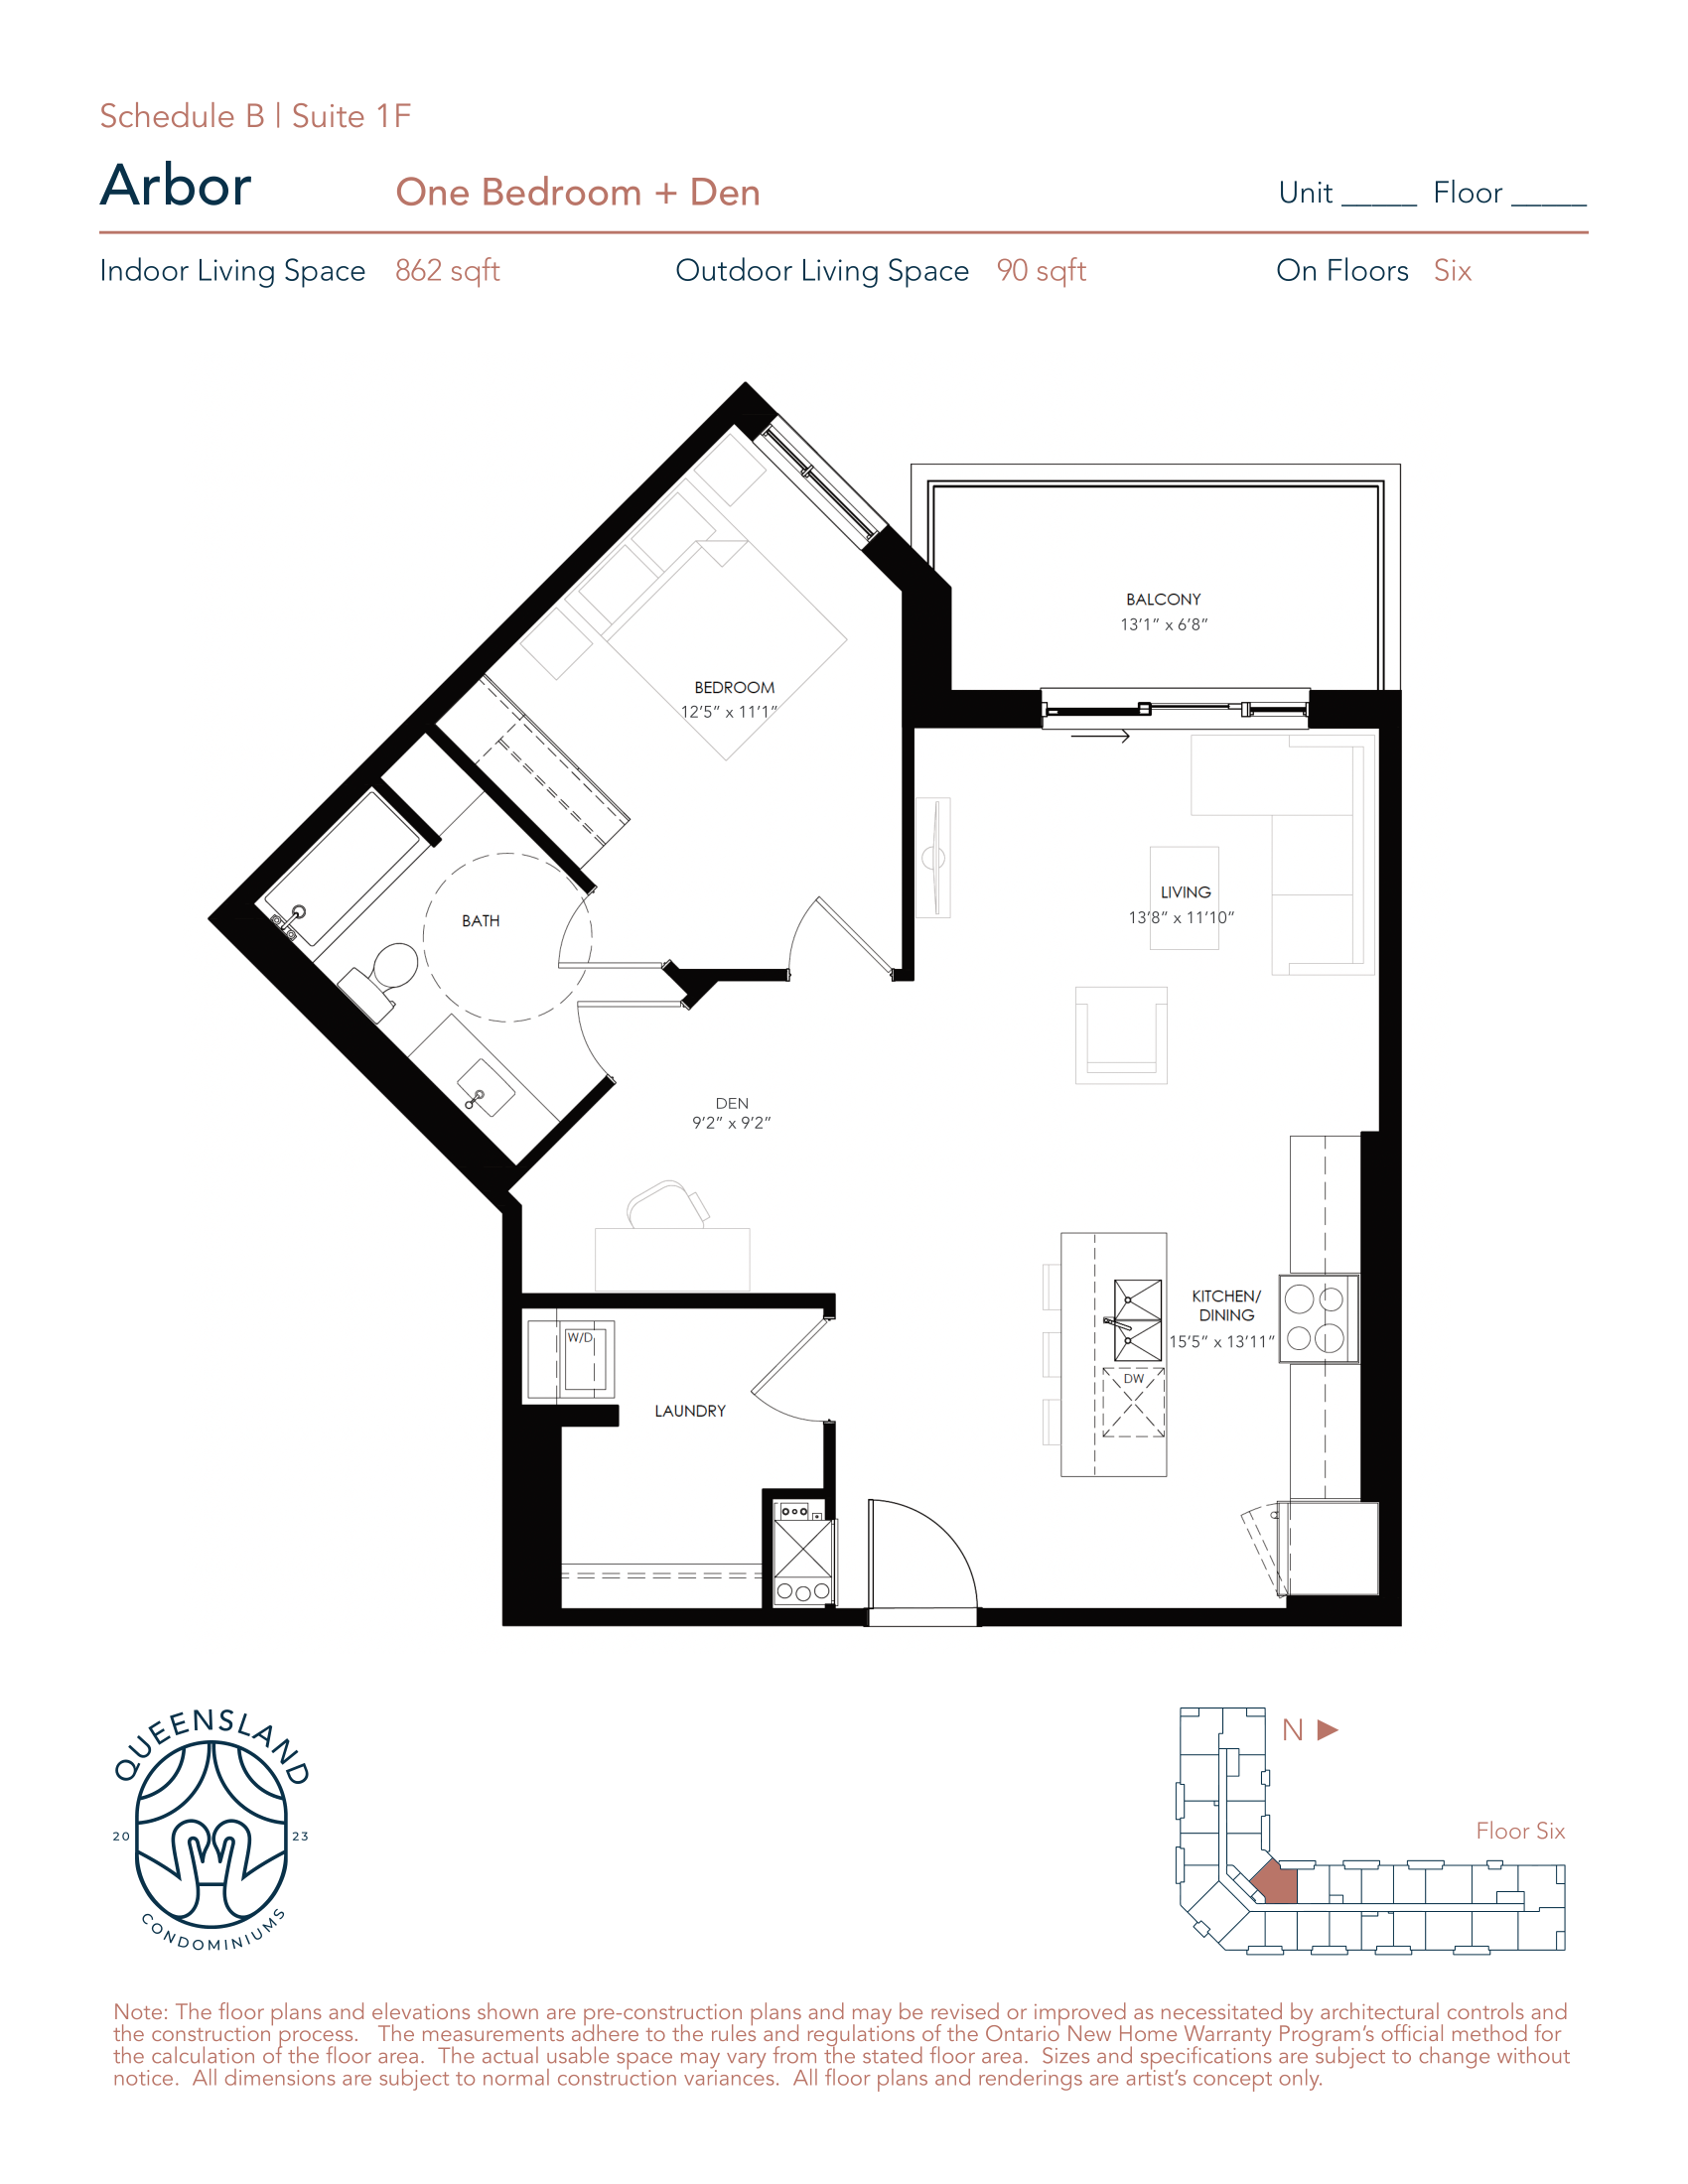 Schedule B | Suite 1F
Arbor One Bedroom + Den Unit _____ Floor _____
Indoor Living Space 862 sqft Outdoor Living Space 90 sqft On Floors Six
BALCONY
13'1" x 6'8"
BEDROOM
12'5" x 11'1"
LIVING
13'8" x 11'10"
BATH
DEN
9'2" x 9'2"
KITCHEN/
DINING
15'5" x 13'11"
W/D
DW
LAUNDRY
QUEENSLAND
20 23
CONDOMINIUMS
N
Floor Six
Note: The floor plans and elevations shown are pre-construction plans and may be revised or improved as necessitated by architectural controls and
the construction process.   The measurements adhere to the rules and regulations of the Ontario New Home Warranty Program's official method for
the calculation of the floor area.  The actual usable space may vary from the stated floor area.  Sizes and specifications are subject to change without
notice.  All dimensions are subject to normal construction variances.  All floor plans and renderings are artist's concept only.